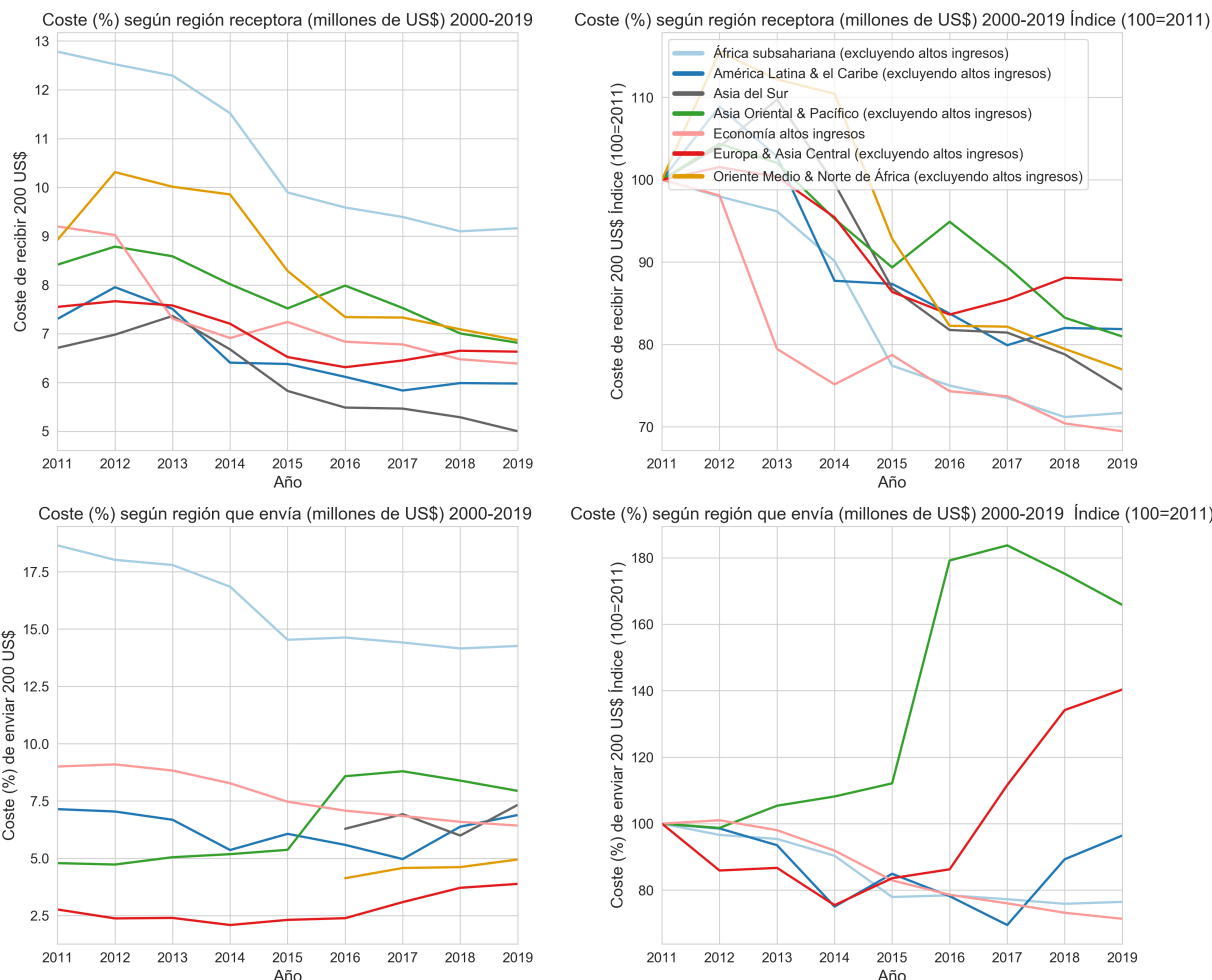 Coste (%) según región receptora (millones de US$) 2000-2019
13
12
11
10
9
8
7
6
5
Coste de recibir 200 US$
2011 2012 2013 2014 2015 2016 2017 2018 2019
Año
Coste (%) según región receptora (millones de US$) 2000-2019 Índice (100=2011)
África subsahariana (excluyendo altos ingresos)
América Latina & el Caribe (excluyendo altos ingresos)
Asia del Sur
Asia Oriental & Pacífico (excluyendo altos ingresos)
Economía altos ingresos
Europa & Asia Central (excluyendo altos ingresos)
Oriente Medio & Norte de África (excluyendo altos ingresos)
110
100
90
80
70
Coste de recibir 200 US$ Índice (100=2011)
2011 2012 2013 2014 2015 2016 2017 2018 2019
Año
Coste (%) según región que envía (millones de US$) 2000-2019
17.5
15.0
12.5
10.0
7.5
5.0
2.5
Coste (%) de enviar 200 US$
2011 2012 2013 2014 2015 2016 2017 2018 2019
Año
Coste (%) según región que envía (millones de US$) 2000-2019 Índice (100=2011)
180
160
140
120
100
80
Coste (%) de enviar 200 US$ Índice (100=2011)
2011 2012 2013 2014 2015 2016 2017 2018 2019
Año